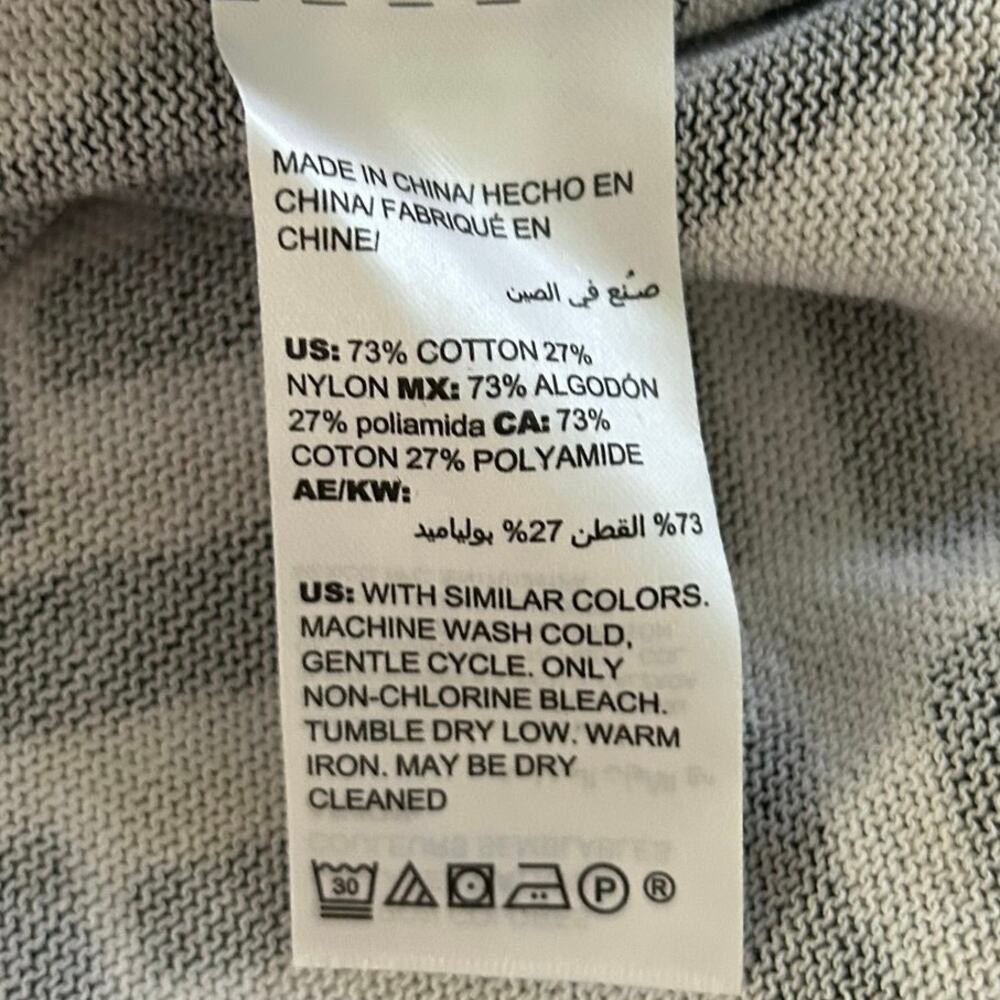 MADE IN CHINA/ HECHO EN
CHINA/ FABRIQUÉ EN
CHINE/
صُنع في الصين
US: 73% COTTON 27%
NYLON MX: 73% ALGODÓN
27% poliamida CA: 73%
COTON 27% POLYAMIDE
AE/KW:
73% القطن 27% بولياميد
US: WITH SIMILAR COLORS.
MACHINE WASH COLD,
GENTLE CYCLE. ONLY
NON-CHLORINE BLEACH.
TUMBLE DRY LOW. WARM
IRON. MAY BE DRY
CLEANED
30 P ®